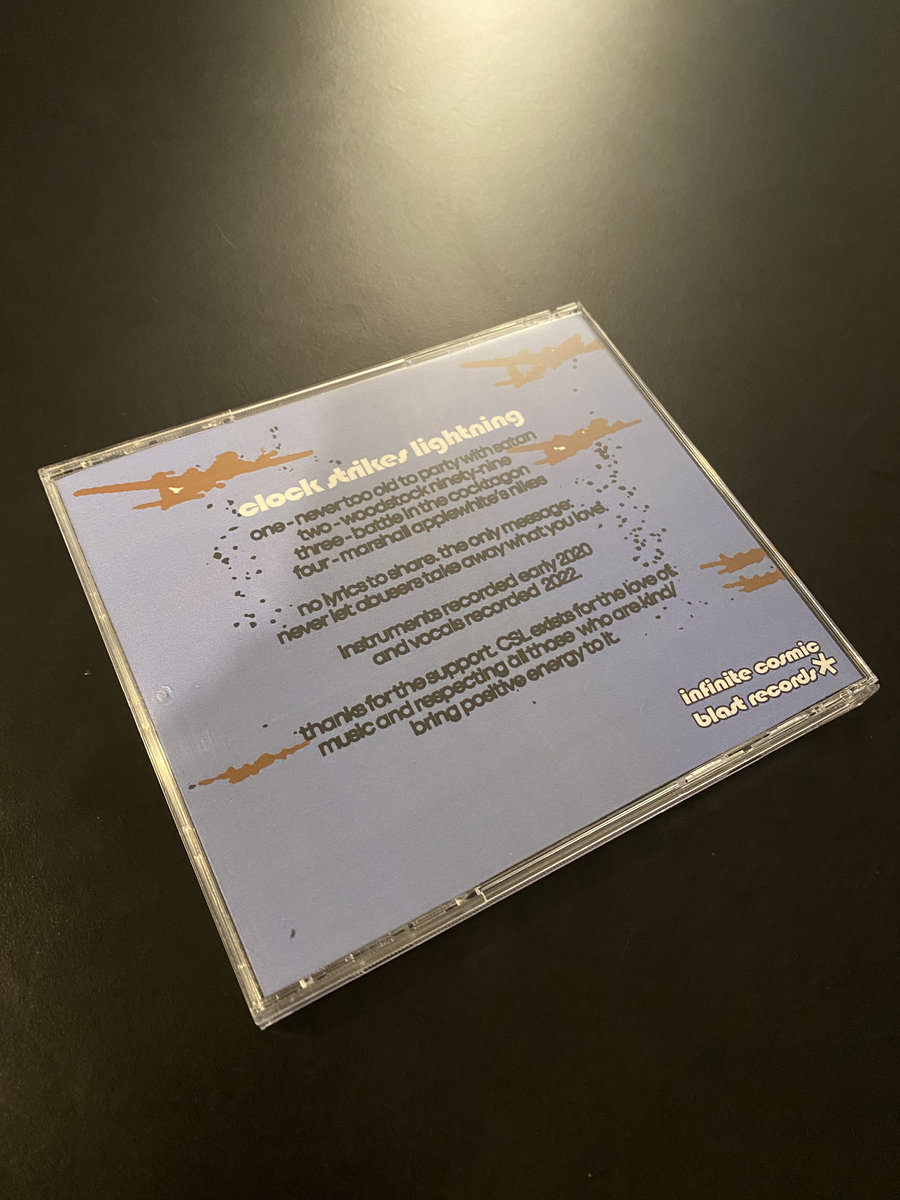 clock strikes lightning
one - never too old to party with satan
two - woodstock ninety-nine
three - battle in the cocktagon
four - marshall applewhite's nikes
no lyrics to share. the only message:
never let abusers take away what you love.
instruments recorded early 2020
and vocals recorded 2022.
thanks for the support. CSL exists for the love of
music and respecting all those who are kind/
bring positive energy to it.
infinite cosmic
blast records*